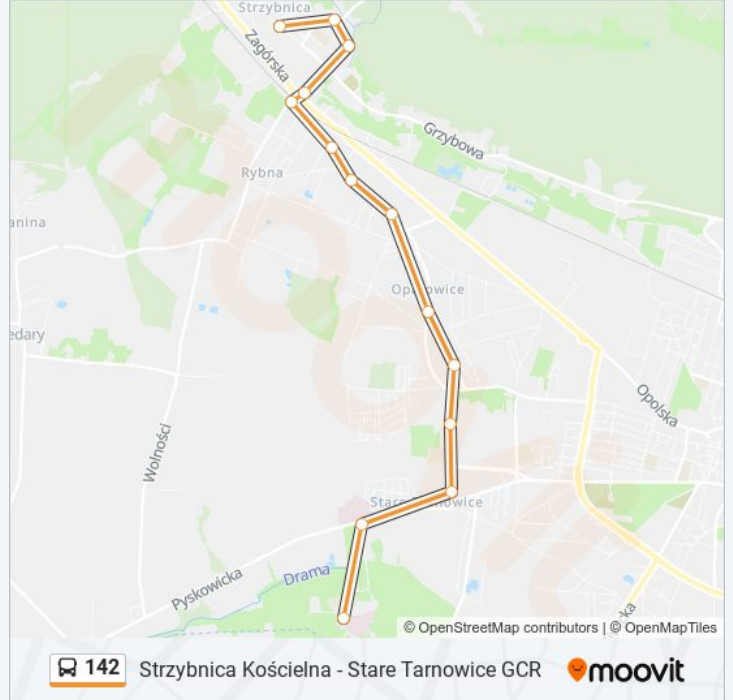 Strzybnica
Zagórska
Grzybowa
Rybna
anina
Opatowice
edary
Opolska
Wolności
Stare Tarnowice
Pyskowicka
Drama
ka
© OpenStreetMap contributors | © OpenMapTiles
142 Strzybnica Kościelna - Stare Tarnowice GCR moovit